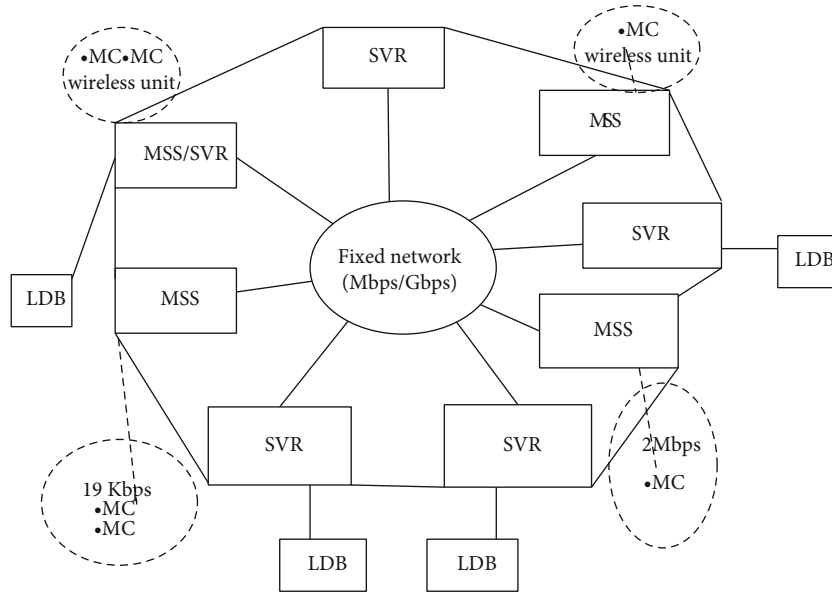 •MC•MC
wireless unit
SVR
•MC
wireless unit
MSS
MSS/SVR
SVR
Fixed network
(Mbps/Gbps)
LDB
LDB
MSS
MSS
SVR
SVR
2Mbps
•MC
19 Kbps
•MC
•MC
LDB
LDB